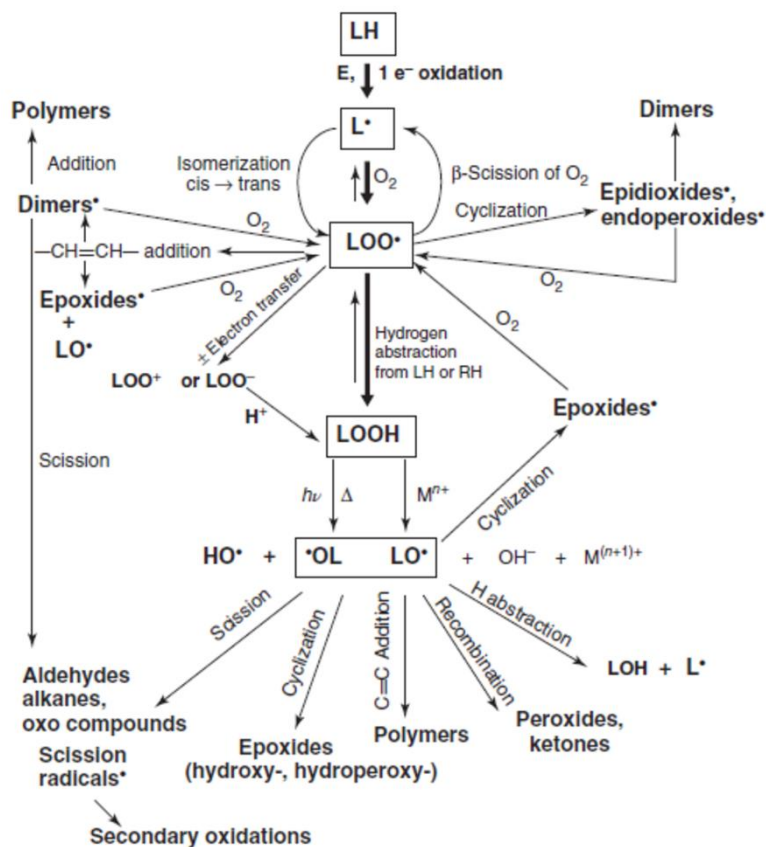 LH
E, 1 e⁻ oxidation
L•
Polymers
Dimers
Addition
Isomerization
cis → trans
O₂
β-Scission of O₂
Dimers•
O₂
Cyclization
Epidioxides•,
endoperoxides•
LOO•
—CH=CH— addition
O₂
O₂
Epoxides•
+
LO•
± Electron transfer
Hydrogen
abstraction
from LH or RH
O₂
LOO⁺ or LOO⁻
H⁺
Epoxides•
LOOH
Scission
hν Δ
Mⁿ⁺
Cyclization
HO• + •OL LO• + OH⁻ + M⁽ⁿ⁺¹⁾⁺
Scission
Cyclization
C=C Addition
Recombination
H abstraction
LOH + L•
Aldehydes
alkanes,
oxo compounds
Scission
radicals•
Epoxides
(hydroxy-, hydroperoxy-)
Polymers
Peroxides,
ketones
Secondary oxidations